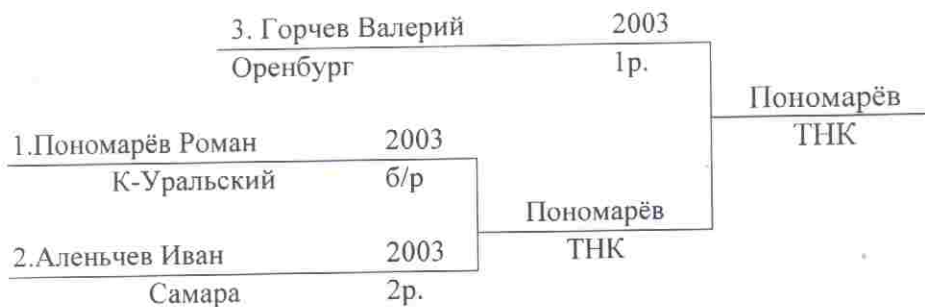 3. Горчев Валерий 2003
Оренбург 1р.
Пономарёв
ТНК
1.Пономарёв Роман 2003
К-Уральский б/р
Пономарёв
ТНК
2.Аленьчев Иван 2003
Самара 2р.